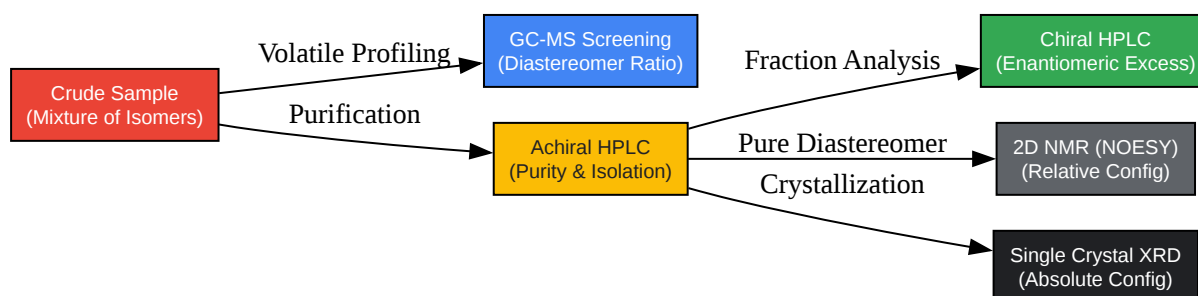 Crude Sample
(Mixture of Isomers)
Volatile Profiling
Purification
GC-MS Screening
(Diastereomer Ratio)
Achiral HPLC
(Purity & Isolation)
Fraction Analysis
Pure Diastereomer
Crystallization
Chiral HPLC
(Enantiomeric Excess)
2D NMR (NOESY)
(Relative Config)
Single Crystal XRD
(Absolute Config)